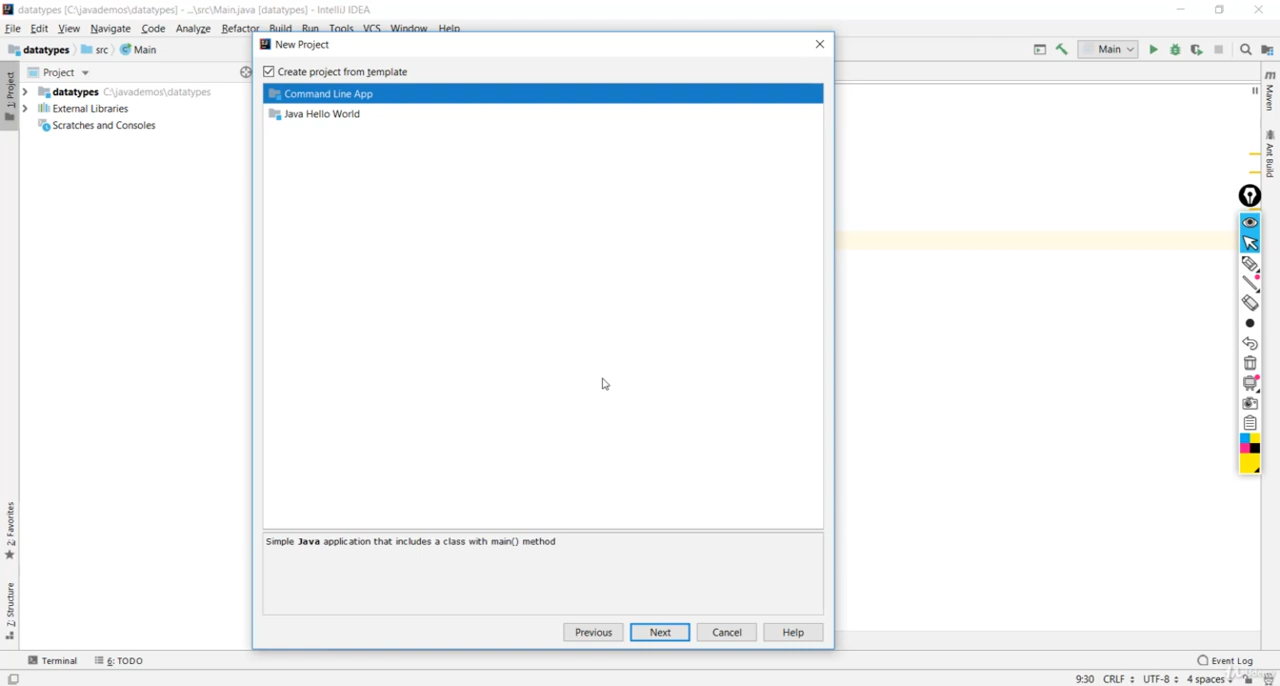 datatypes [C:\javademos\datatypes] - ...\src\Main.java [datatypes] - IntelliJ IDEA
File Edit View Navigate Code Analyze Refactor Build Run Tools VCS Window Help
datatypes src Main
Main
New Project
Project
1: Project
Create project from template
datatypes C:\javademos\datatypes
Command Line App
External Libraries
Java Hello World
Scratches and Consoles
Maven
Ant Build
2: Favorites
Simple Java application that includes a class with main() method
Z: Structure
Previous Next Cancel Help
Terminal 6: TODO
Event Log
9:30 CRLF UTF-8 4 spaces